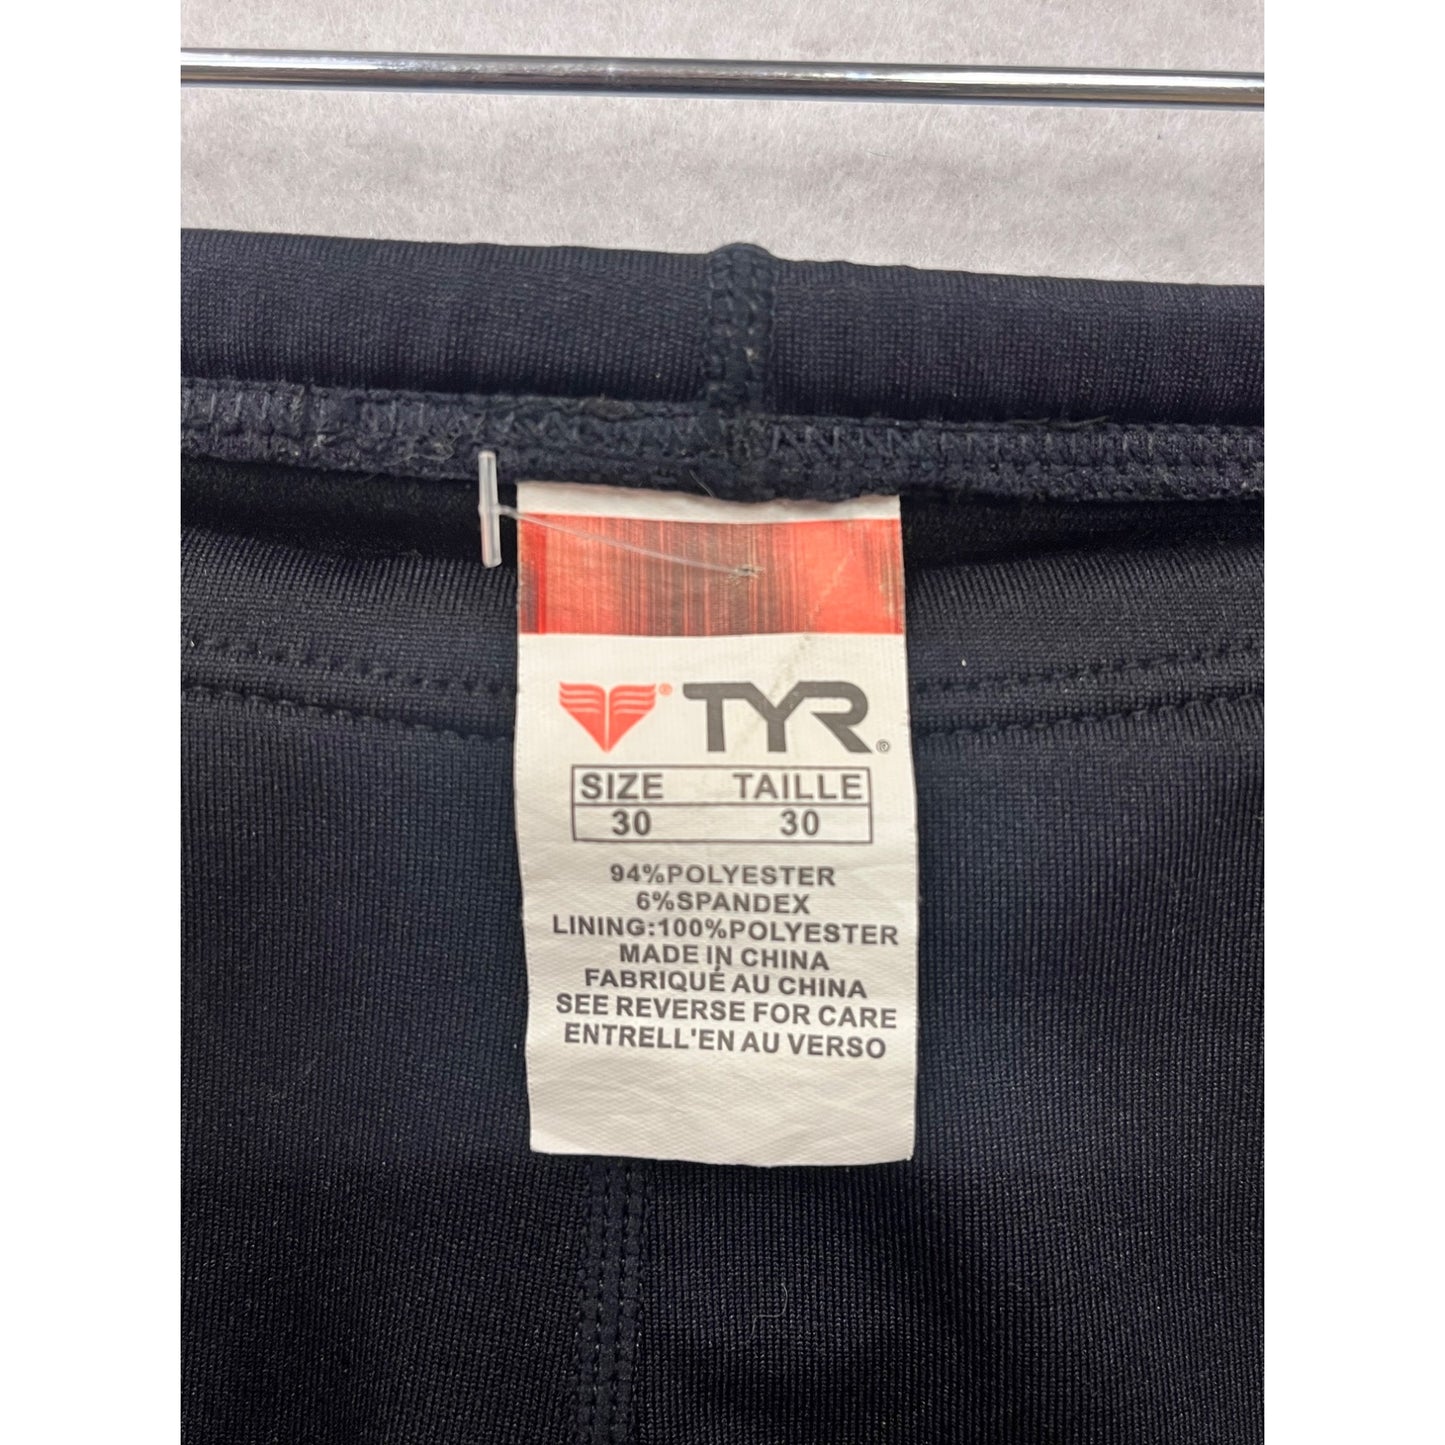 ® TYR®
SIZE TAILLE
30 30
94%POLYESTER
6%SPANDEX
LINING:100%POLYESTER
MADE IN CHINA
FABRIQUÉ AU CHINA
SEE REVERSE FOR CARE
ENTRELL'EN AU VERSO